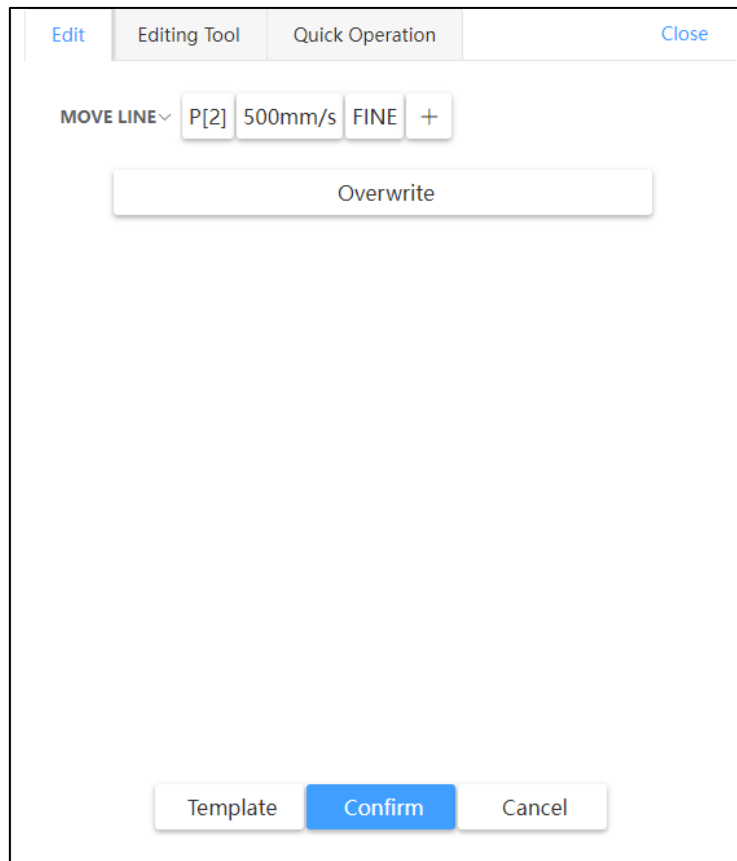 Edit Editing Tool Quick Operation Close
MOVE LINE P[2] 500mm/s FINE +
Overwrite
Template Confirm Cancel